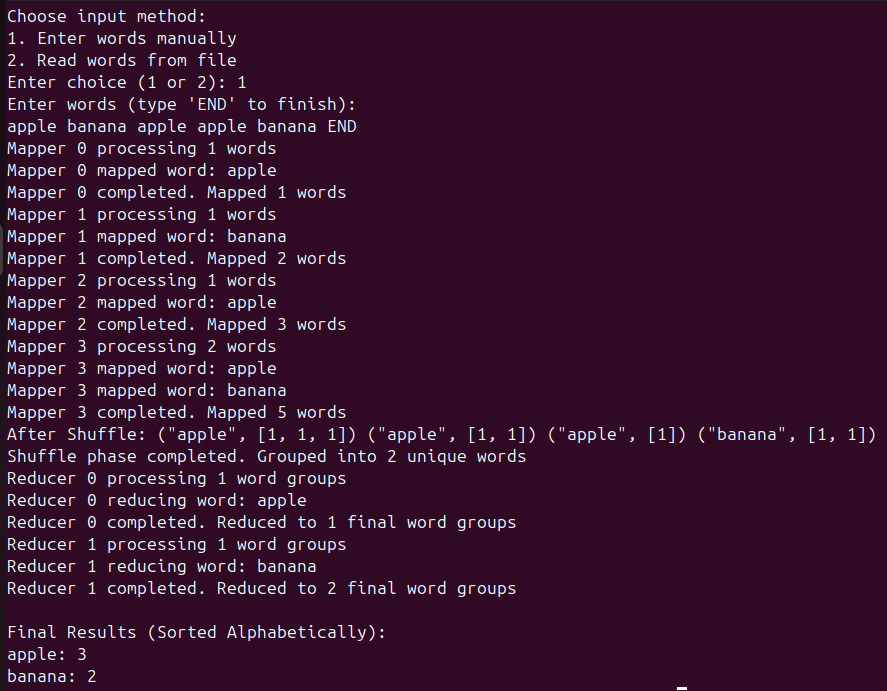 Choose input method:
1. Enter words manually
2. Read words from file
Enter choice (1 or 2): 1
Enter words (type 'END' to finish):
apple banana apple apple banana END
Mapper 0 processing 1 words
Mapper 0 mapped word: apple
Mapper 0 completed. Mapped 1 words
Mapper 1 processing 1 words
Mapper 1 mapped word: banana
Mapper 1 completed. Mapped 2 words
Mapper 2 processing 1 words
Mapper 2 mapped word: apple
Mapper 2 completed. Mapped 3 words
Mapper 3 processing 2 words
Mapper 3 mapped word: apple
Mapper 3 mapped word: banana
Mapper 3 completed. Mapped 5 words
After Shuffle: ("apple", [1, 1, 1]) ("apple", [1, 1]) ("apple", [1]) ("banana", [1, 1])
Shuffle phase completed. Grouped into 2 unique words
Reducer 0 processing 1 word groups
Reducer 0 reducing word: apple
Reducer 0 completed. Reduced to 1 final word groups
Reducer 1 processing 1 word groups
Reducer 1 reducing word: banana
Reducer 1 completed. Reduced to 2 final word groups
Final Results (Sorted Alphabetically):
apple: 3
banana: 2